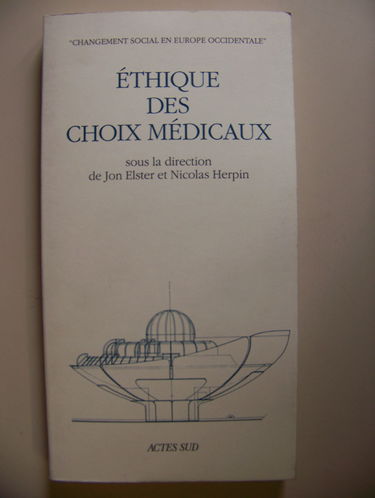 "CHANGEMENT SOCIAL EN EUROPE OCCIDENTALE"
ÉTHIQUE
DES
CHOIX MÉDICAUX
sous la direction
de Jon Elster et Nicolas Herpin
ACTES SUD